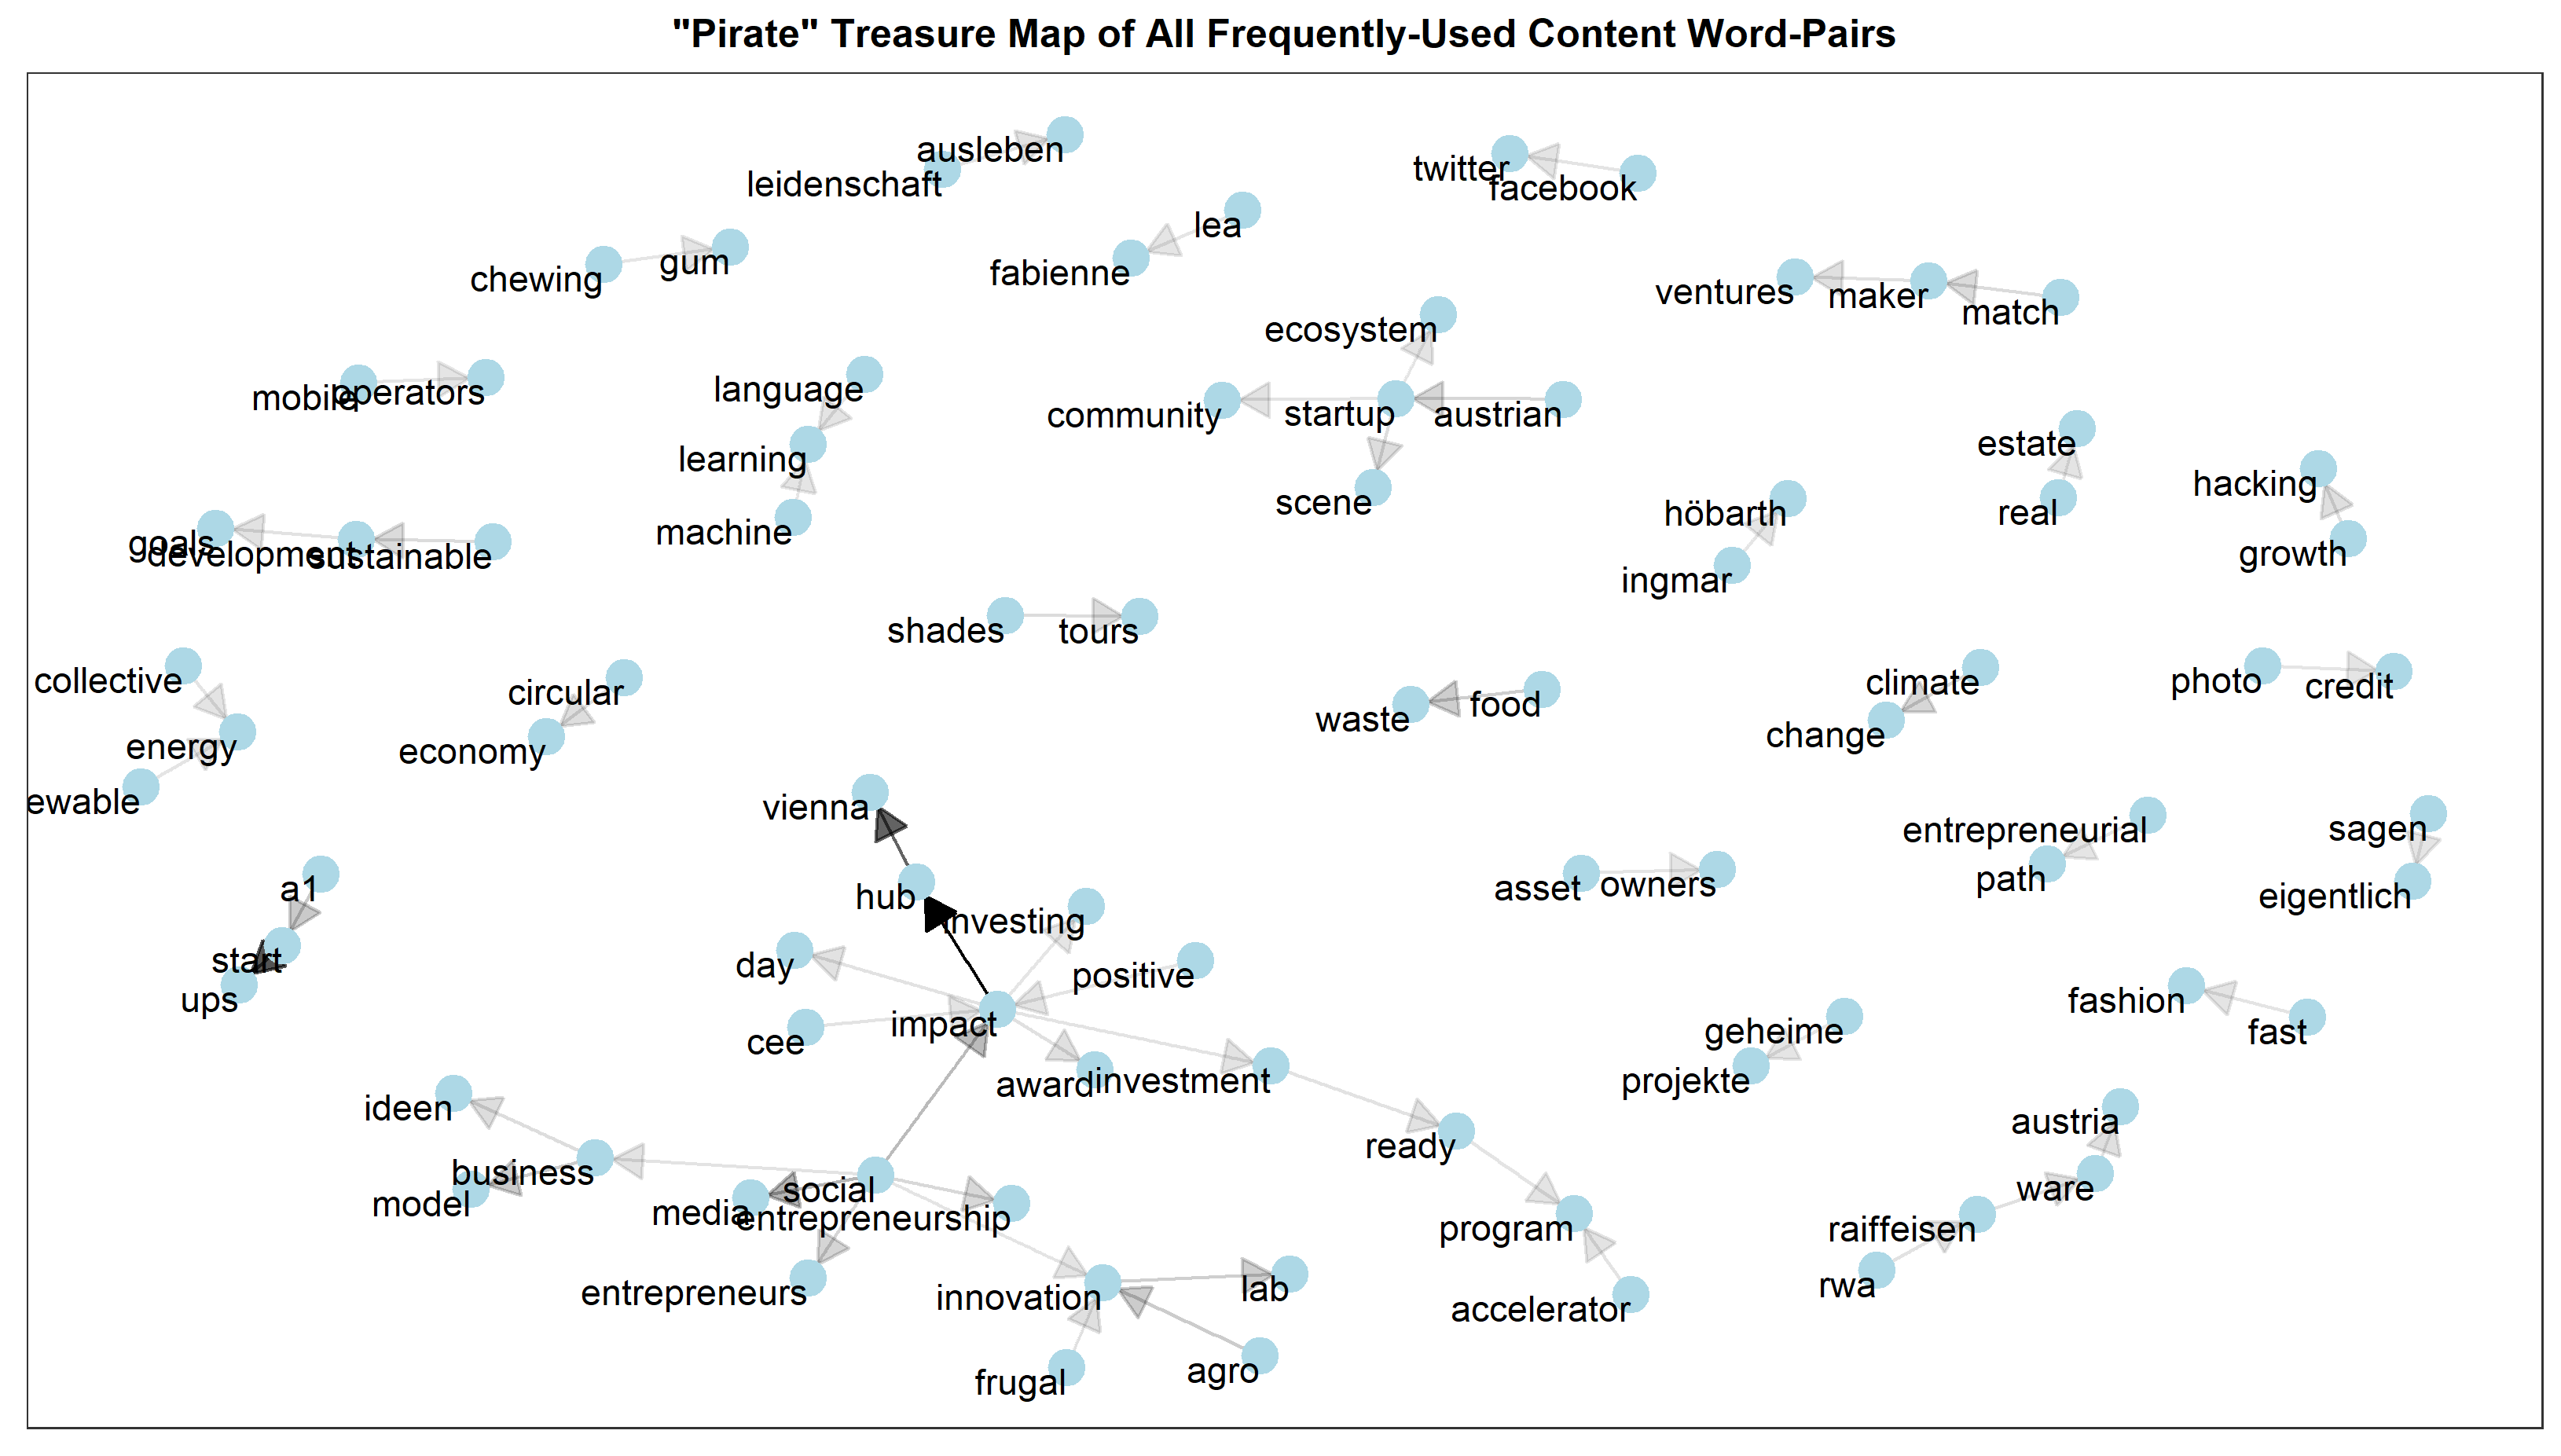 "Pirate" Treasure Map of All Frequently-Used Content Word-Pairs
ausleben
leidenschaft
twitter
facebook
lea
fabienne
chewing
gum
ventures
maker
match
ecosystem
mobile
operators
language
community
startup
austrian
learning
estate
machine
scene
hacking
höbarth
real
goals
development
sustainable
growth
ingmar
shades
tours
collective
circular
climate
photo
credit
waste
food
energy
economy
change
ewable
vienna
entrepreneurial
sagen
a1
hub
asset
owners
path
eigentlich
investing
start
day
positive
ups
fashion
impact
geheime
fast
cee
award
investment
projekte
ideen
austria
ready
business
model
social
media
entrepreneurship
ware
program
raiffeisen
entrepreneurs
innovation
lab
rwa
accelerator
frugal
agro